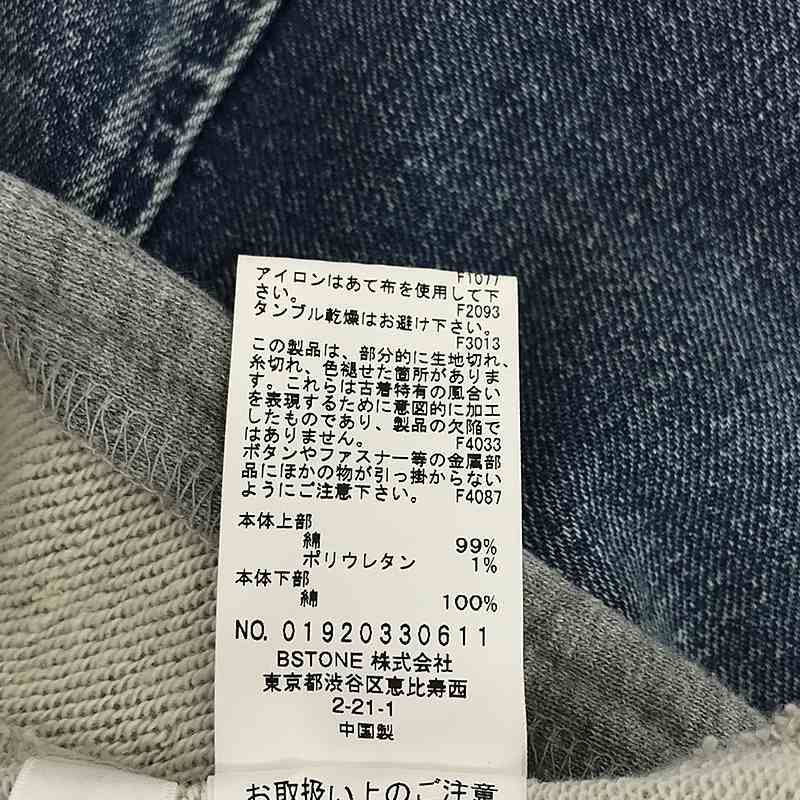 アイロンはあて布を使用して下 F1077
さい。 F2093
タンブル乾燥はお避け下さい。
F3013
この製品は、部分的に生地切れ、
糸切れ、色褪せた箇所がありま
す。これらは古着特有の風合い
を表現するために意図的に加工
したものであり、製品の欠陥で
はありません。 F4033
ボタンやファスナー等の金属部
品にほかの物が引っ掛からない
ようにご注意下さい。 F4087
本体上部
綿 99%
ポリウレタン 1%
本体下部
綿 100%
NO. 01920330611
BSTONE 株式会社
東京都渋谷区恵比寿西
2-21-1
中国製
お取扱い上のご注意